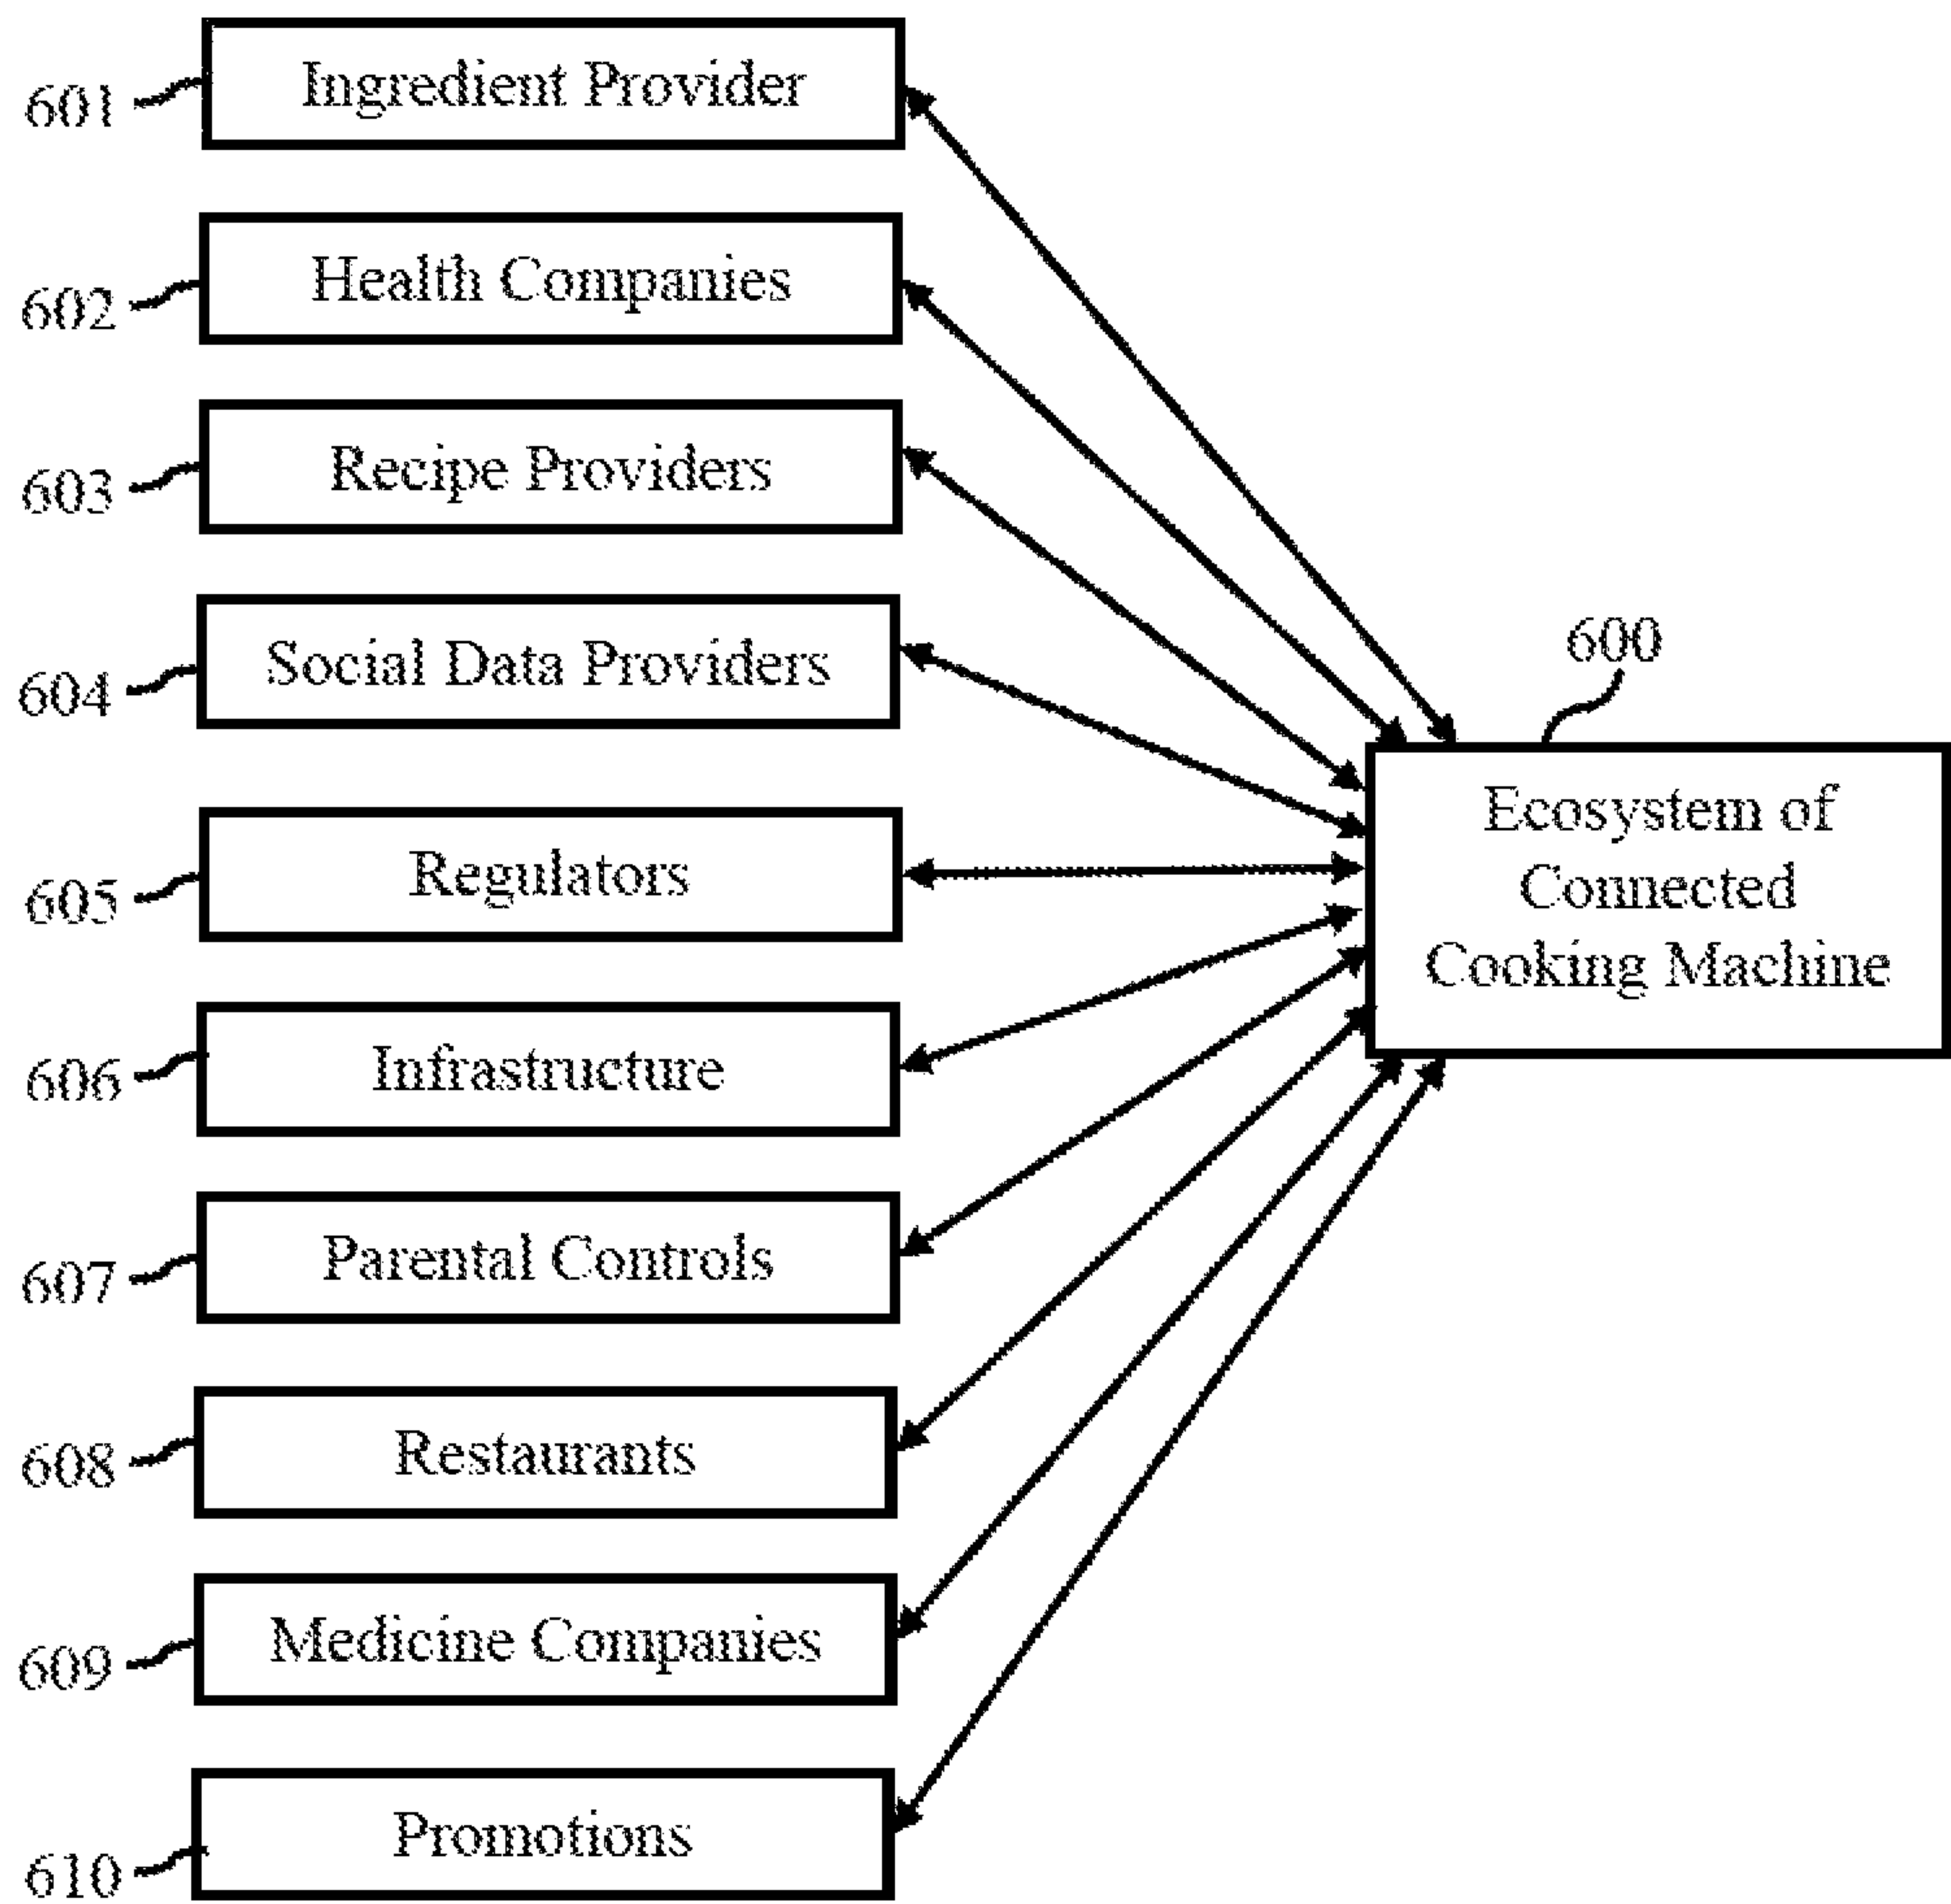 601 Ingredient Provider
602 Health Companies
603 Recipe Providers
604 Social Data Providers
600
Ecosystem of
Connected
Cooking Machine
605 Regulators
606 Infrastructure
607 Parental Controls
608 Restaurants
609 Medicine Companies
610 Promotions